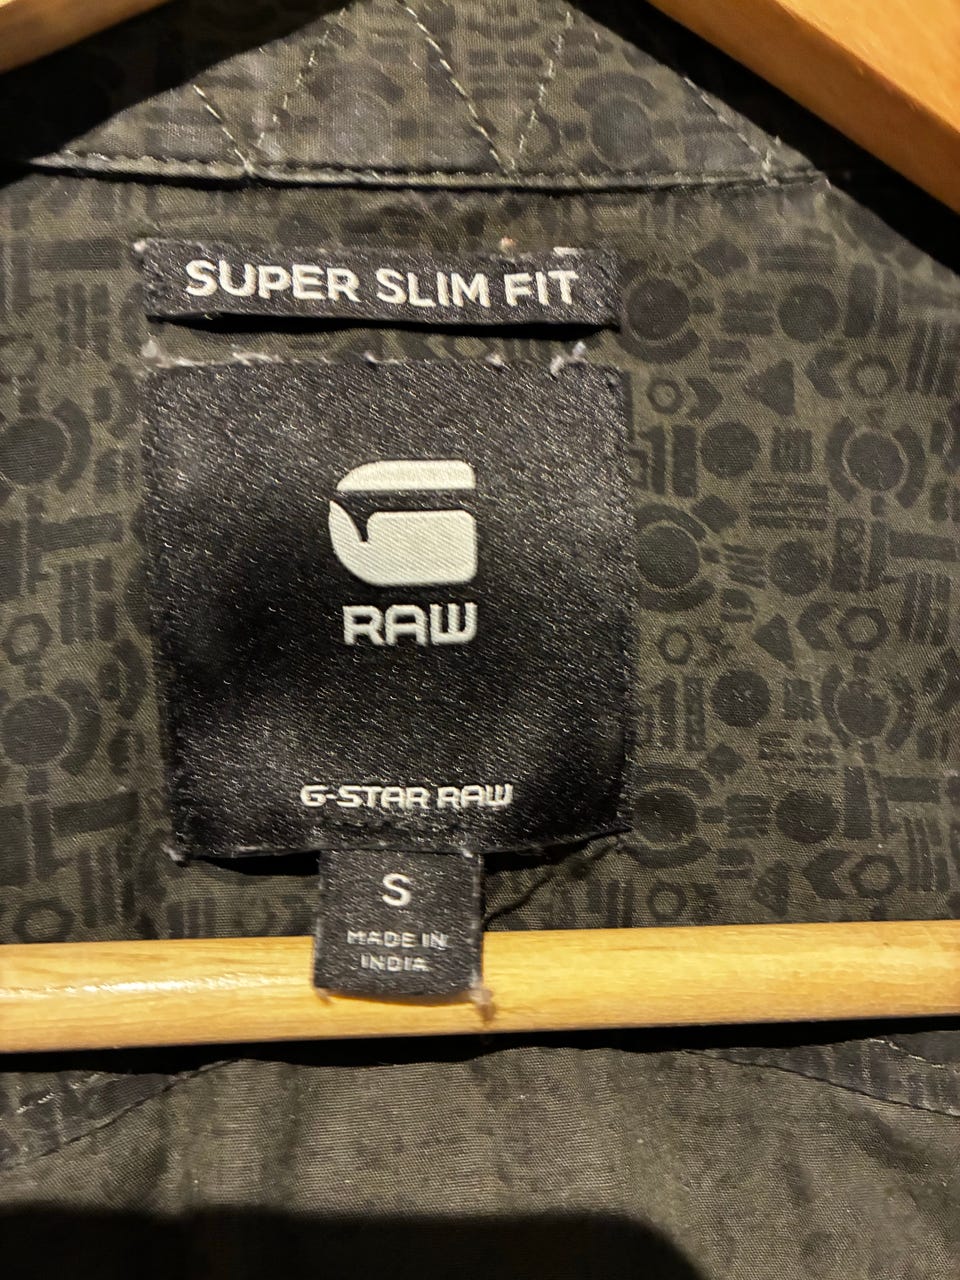 SUPER SLIM FIT
RAW
G-STAR RAW
S
MADE IN
INDIA